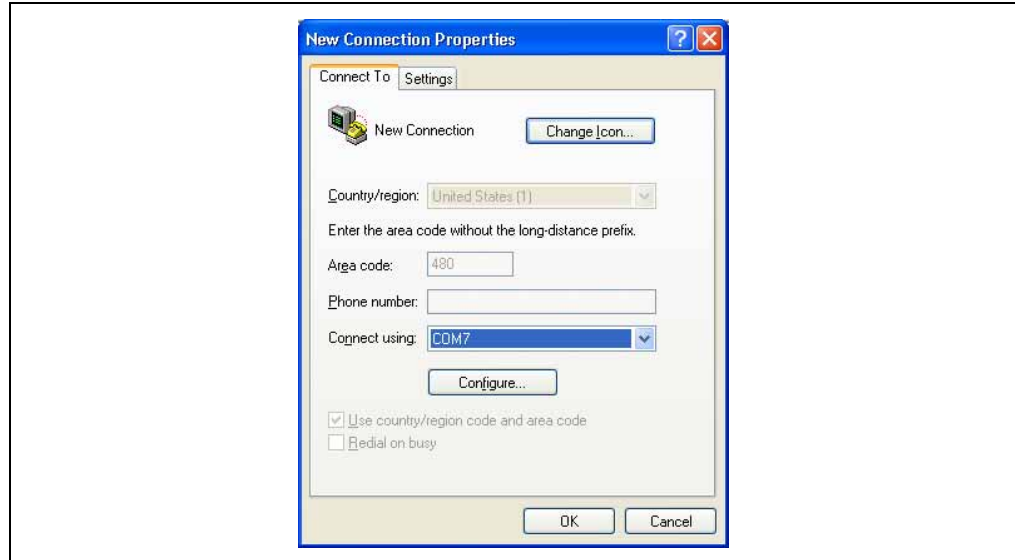 New Connection Properties
Connect To Settings
New Connection Change Icon...
Country/region: United States (1)
Enter the area code without the long-distance prefix.
Area code: 480
Phone number:
Connect using: COM7
Configure...
Use country/region code and area code
Redial on busy
OK Cancel